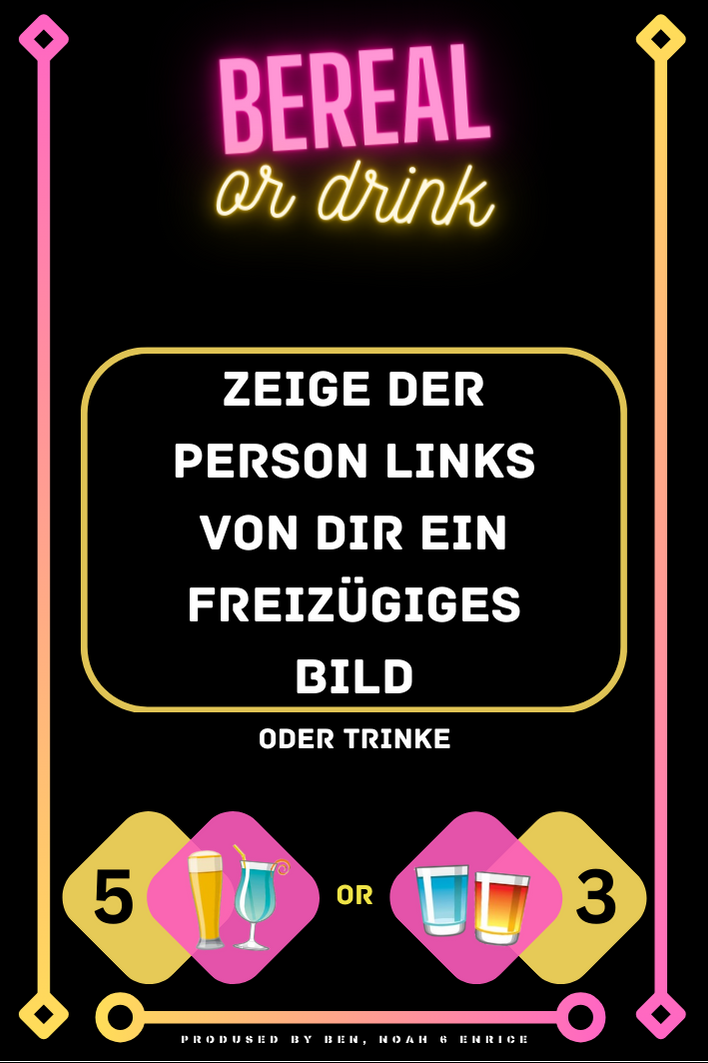 BEREAL
or drink
ZEIGE DER
PERSON LINKS
VON DIR EIN
FREIZÜGIGES
BILD
ODER TRINKE
5 OR 3
PRODUSED BY BEN, NOAH & ENRICE